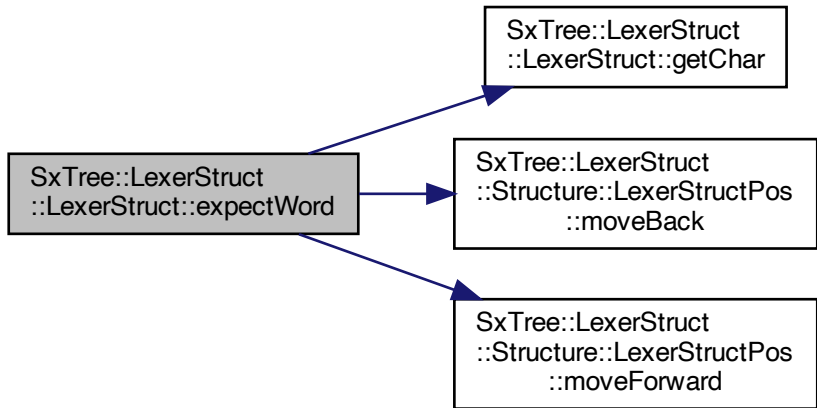 SxTree::LexerStruct
::LexerStruct::getChar
SxTree::LexerStruct
::LexerStruct::expectWord
SxTree::LexerStruct
::Structure::LexerStructPos
::moveBack
SxTree::LexerStruct
::Structure::LexerStructPos
::moveForward